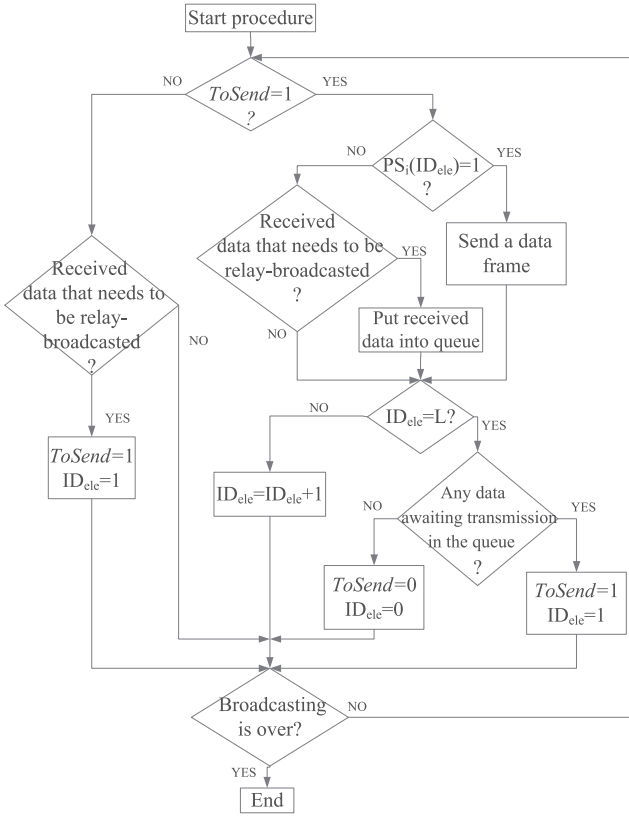 Start procedure
NO
YES
ToSend=1
?
NO
PSi(IDele)=1
?
YES
Received
data that needs to be
relay-broadcasted
?
YES
Send a data
frame
Received
data that needs to
be relay-
broadcasted
?
NO
NO
Put received
data into queue
NO
IDele=L?
YES
YES
ToSend=1
IDele=1
IDele=IDele+1
NO
Any data
awaiting transmission
in the queue
?
YES
ToSend=0
IDele=0
ToSend=1
IDele=1
Broadcasting
is over?
NO
YES
End